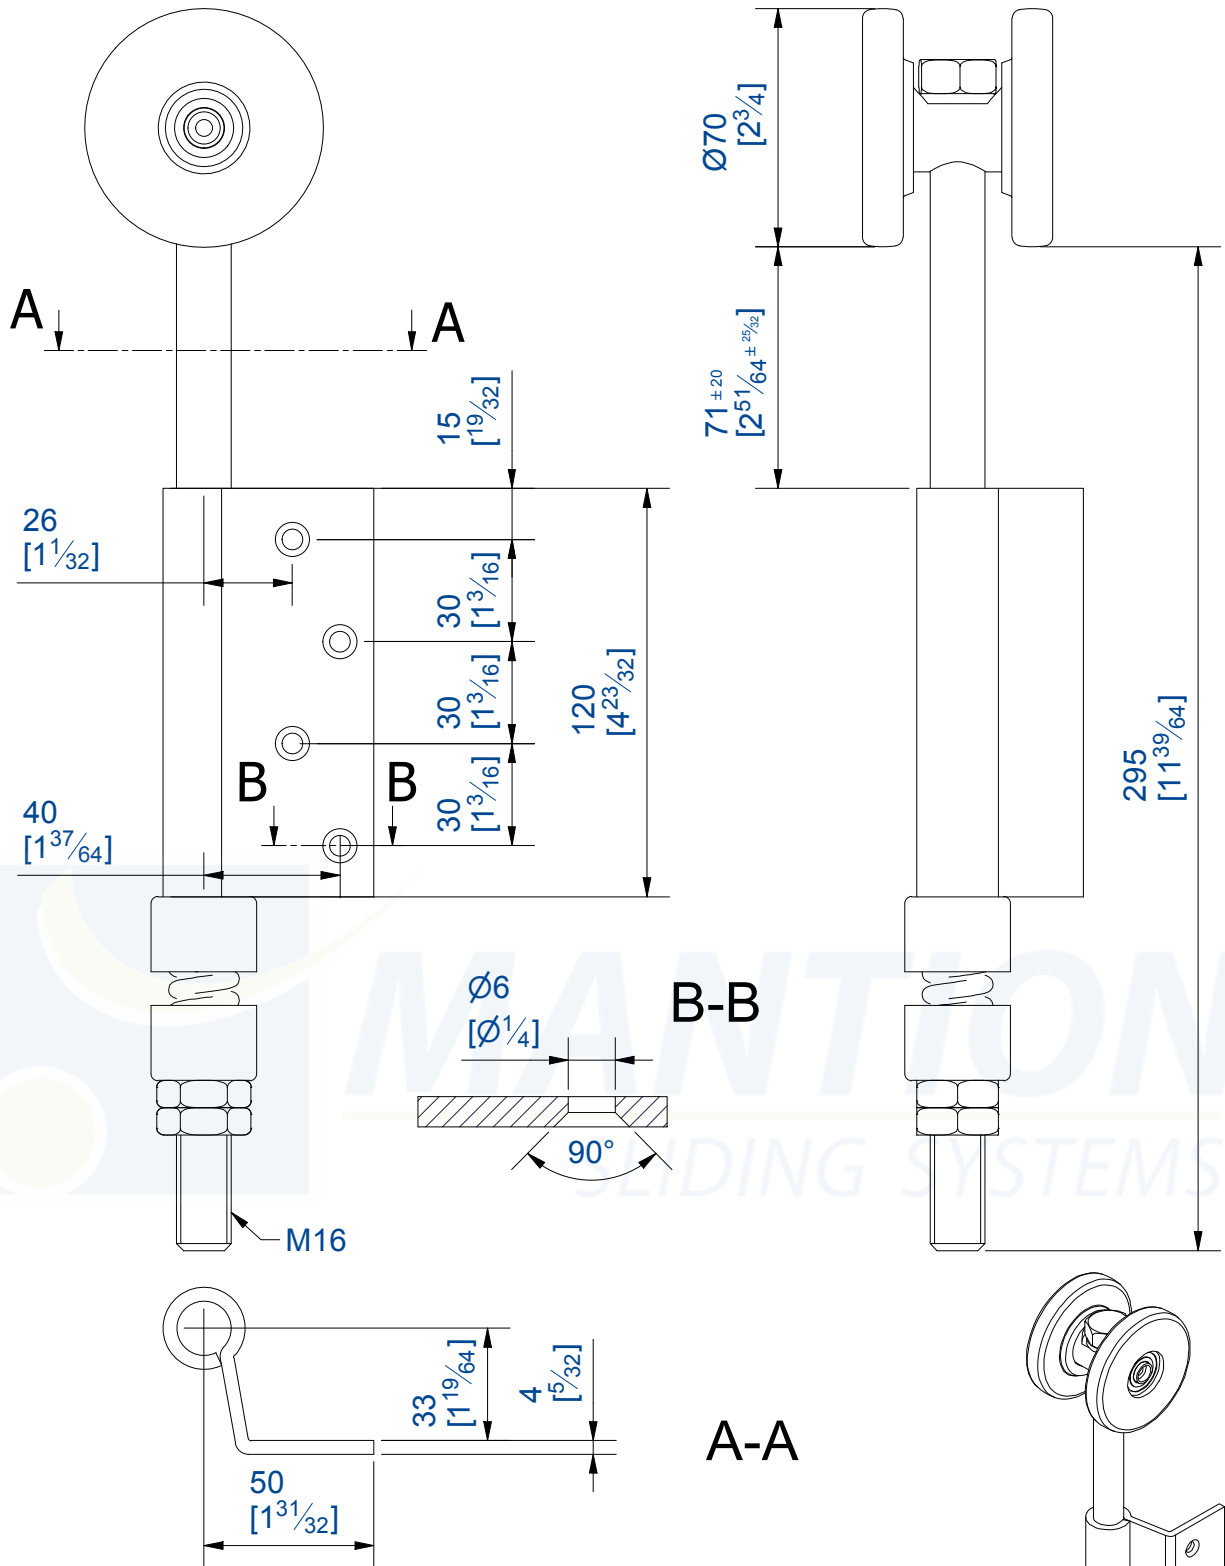 Ø70
[2 3/4]
A
A
71 ± 20
[2 51/64 ± 25/32]
15
[19/32]
26
[1 1/32]
30
[1 3/16]
30
[1 3/16]
120
[4 23/32]
295
[11 39/64]
B
B
40
[1 37/64]
30
[1 3/16]
MANTION
SLIDING SYSTEMS
Ø6
[Ø1/4]
B-B
90°
M16
33
[1 19/64]
4
[5/32]
A-A
50
[1 31/32]